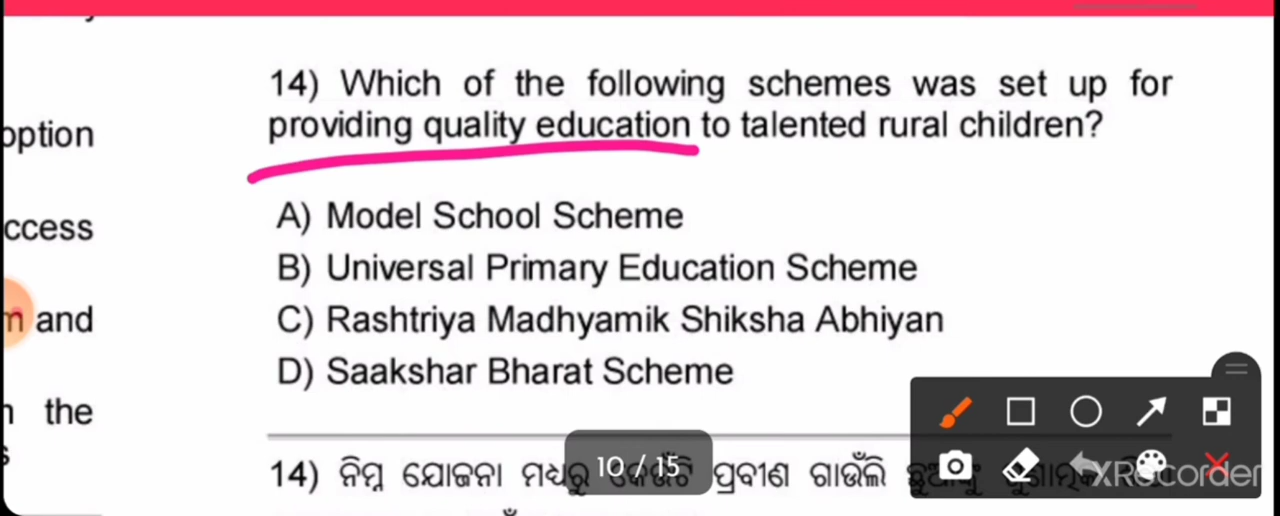 option
ccess
m and
the
14) Which of the following schemes was set up for
providing quality education to talented rural children?
A) Model School Scheme
B) Universal Primary Education Scheme
C) Rashtriya Madhyamik Shiksha Abhiyan
D) Saakshar Bharat Scheme
14) ନିମ୍ନ ଯୋଜନା ମଧ୍ୟରୁ କେଉଁଟି ପ୍ରବୀଣ ଗାଉଁଲି
10 / 15
XRecorder